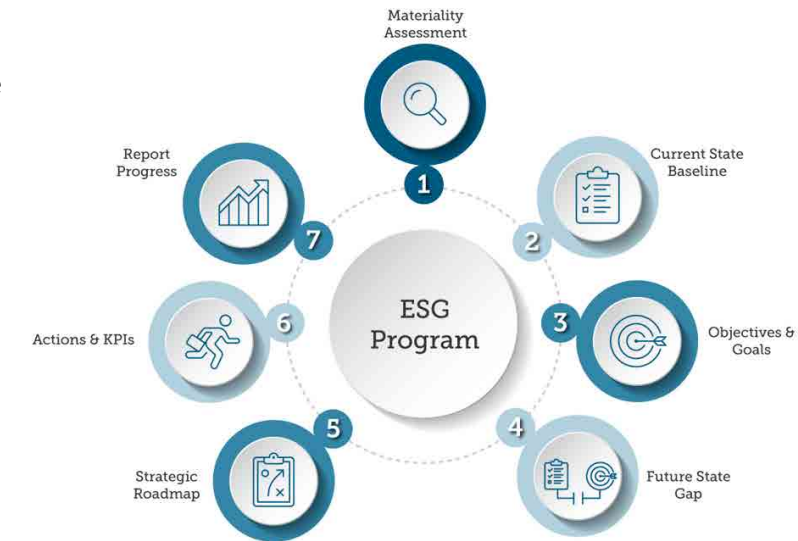 Materiality
Assessment
1
Current State
Baseline
2
Objectives &
Goals
3
Future State
Gap
4
Strategic
Roadmap
5
Actions & KPIs
6
Report
Progress
7
ESG
Program